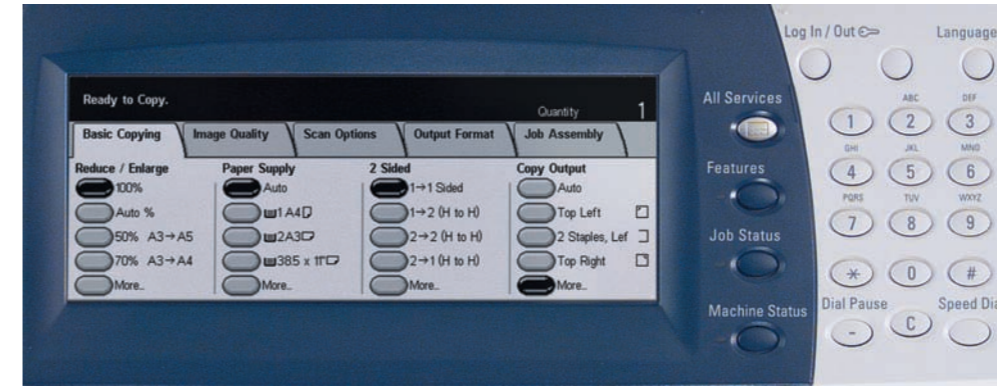 Log In / Out Language
Ready to Copy.
Quantity 1
Basic Copying Image Quality Scan Options Output Format Job Assembly
Reduce / Enlarge Paper Supply 2 Sided Copy Output
100% Auto 1→1 Sided Auto
Auto % 1 A4 1→2 (H to H) Top Left
50% A3→A5 2A3 2→2 (H to H) 2 Staples, Lef
70% A3→A4 385 x 11" 2→1 (H to H) Top Right
More... More... More... More...
All Services
Features
Job Status
Machine Status
ABC DEF
1 2 3
GHI JKL MNO
4 5 6
PQRS TUV WXYZ
7 8 9
* 0 #
Dial Pause Speed Dia
- C